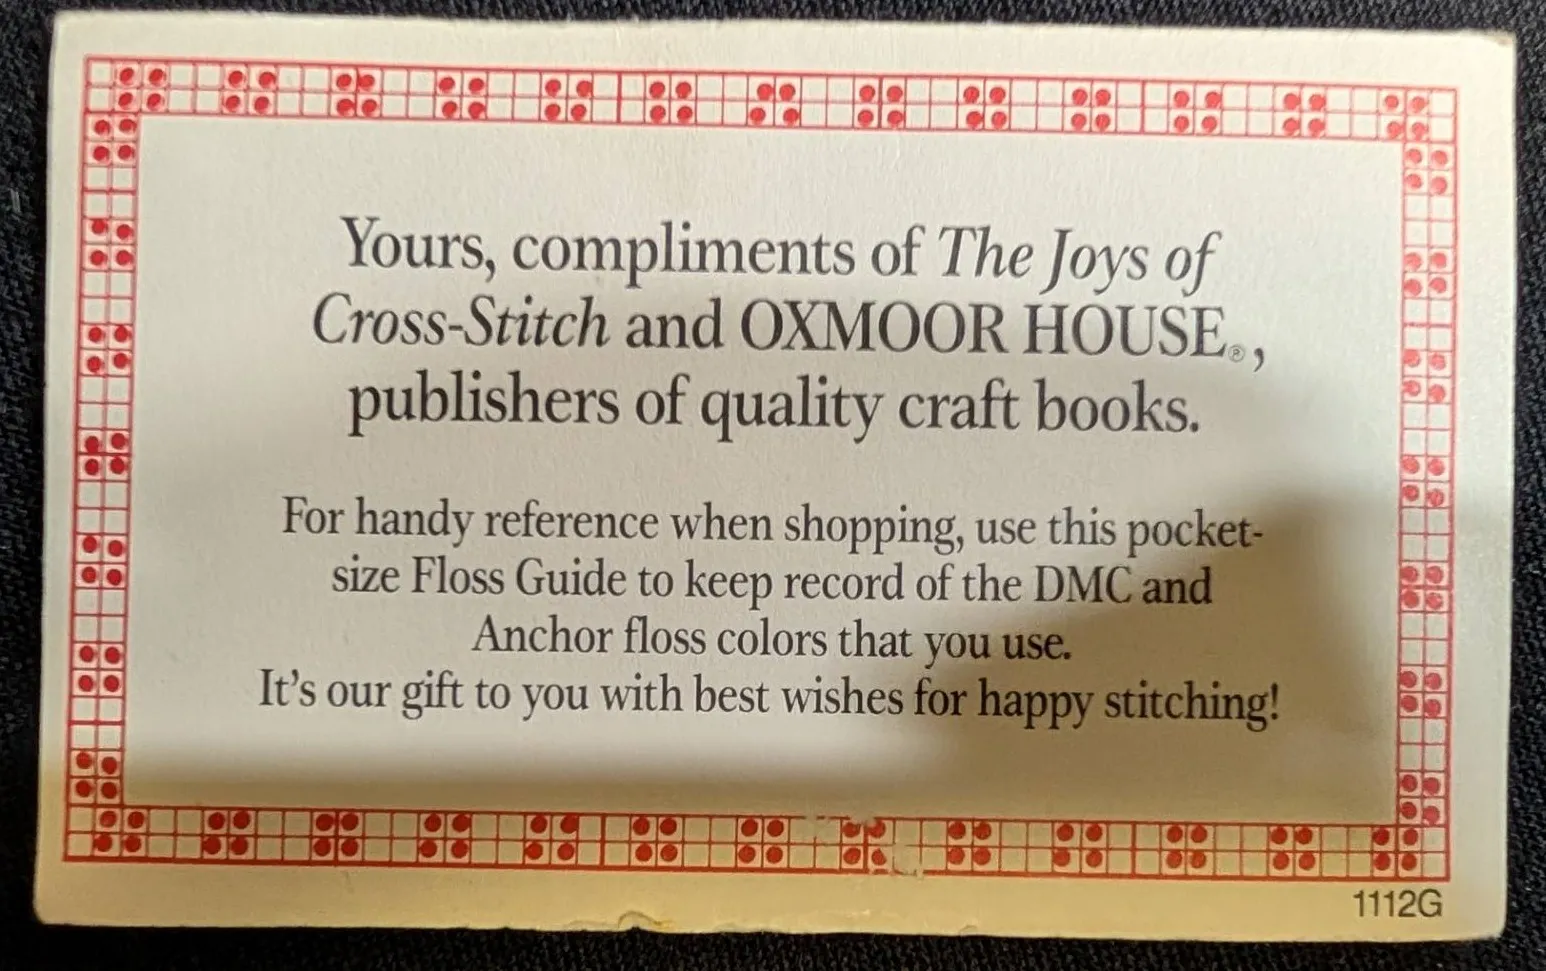 Yours, compliments of The Joys of
Cross-Stitch and OXMOOR HOUSE®,
publishers of quality craft books.
For handy reference when shopping, use this pocket-
size Floss Guide to keep record of the DMC and
Anchor floss colors that you use.
It's our gift to you with best wishes for happy stitching!
1112G